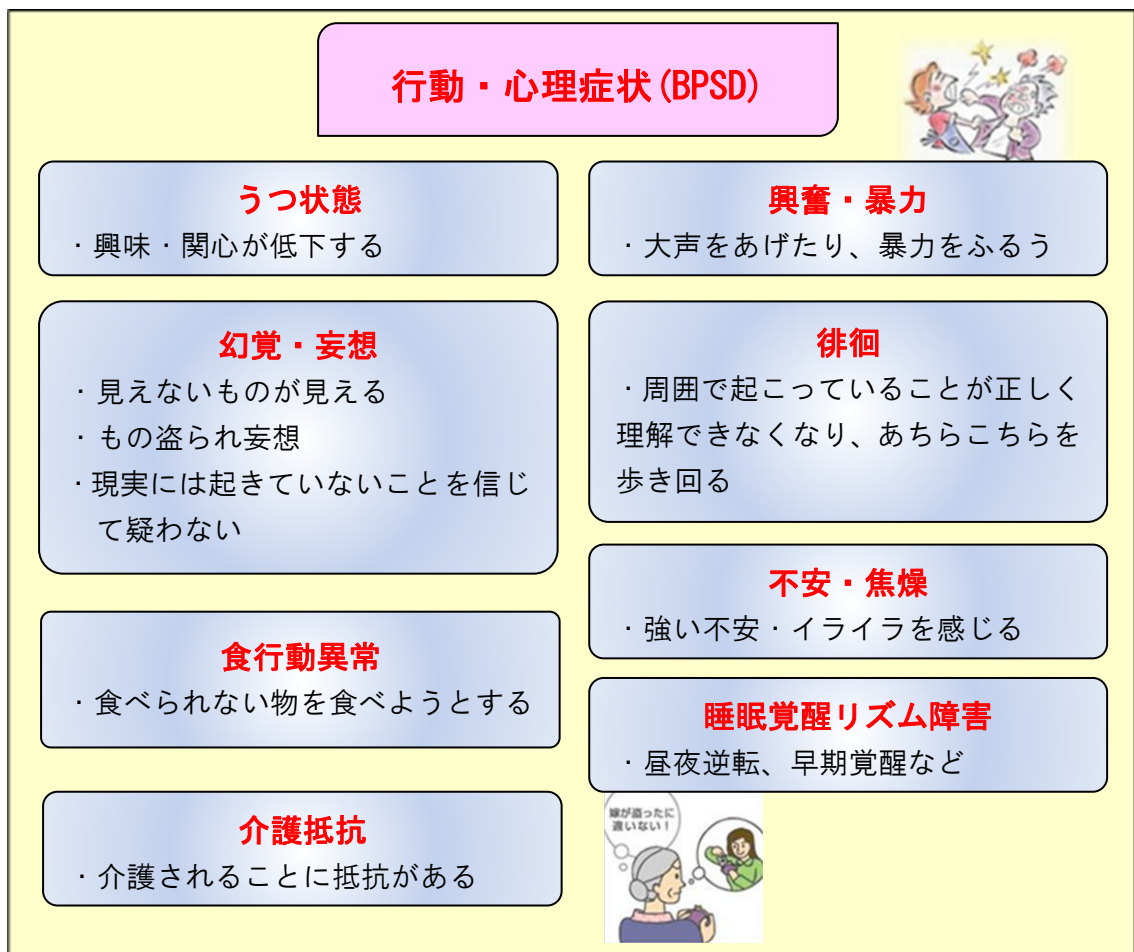 行動・心理症状(BPSD)
うつ状態
・興味・関心が低下する
興奮・暴力
・大声をあげたり、暴力をふるう
幻覚・妄想
・見えないものが見える
・もの盗られ妄想
・現実には起きていないことを信じ
て疑わない
徘徊
・周囲で起こっていることが正しく
理解できなくなり、あちらこちらを
歩き回る
不安・焦燥
・強い不安・イライラを感じる
食行動異常
・食べられない物を食べようとする
睡眠覚醒リズム障害
・昼夜逆転、早期覚醒など
介護抵抗
・介護されることに抵抗がある
嫁が盗ったに
違いない！